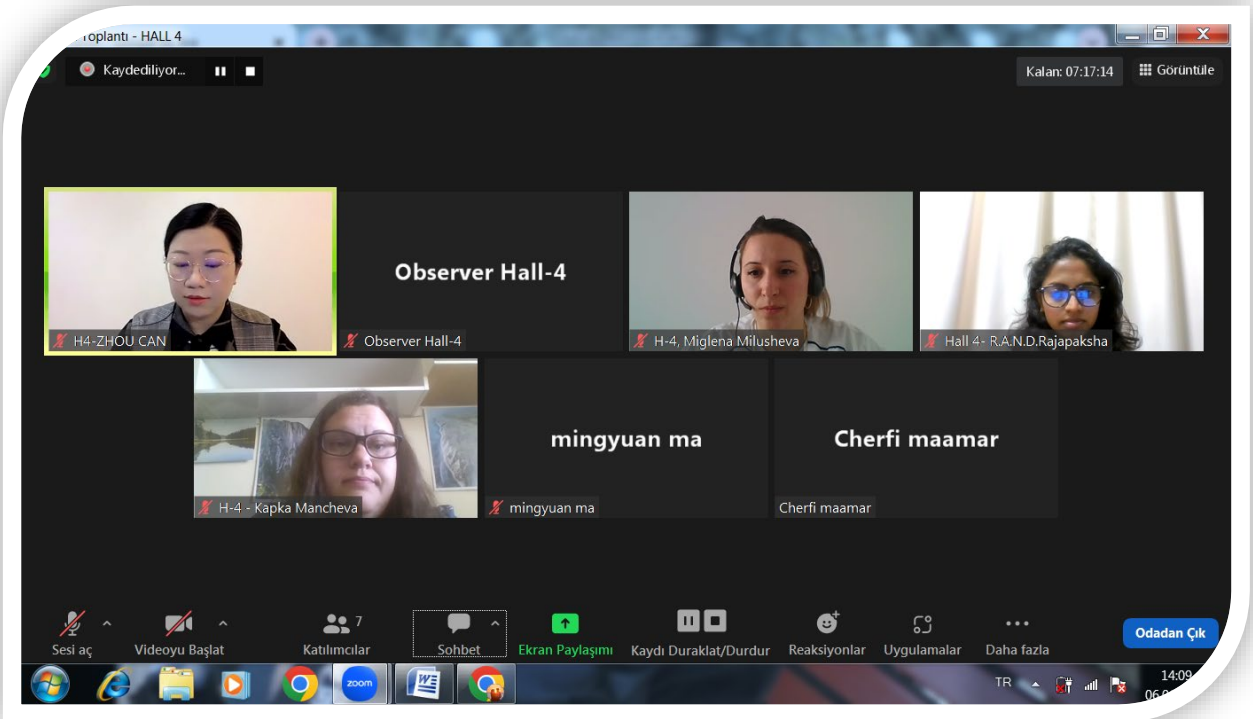 Toplantı - HALL 4
Kaydediliyor...
Kalan: 07:17:14
Görüntüle
H4-ZHOU CAN
Observer Hall-4
Observer Hall-4
H-4, Miglena Milusheva
Hall 4- R.A.N.D.Rajapaksha
H-4 - Kapka Mancheva
mingyuan ma
mingyuan ma
Cherfi maamar
Cherfi maamar
Sesi aç
Videoyu Başlat
7
Katılımcılar
Sohbet
Ekran Paylaşımı
Kaydı Duraklat/Durdur
Reaksiyonlar
Uygulamalar
Daha fazla
Odadan Çık
zoom
TR
14:09